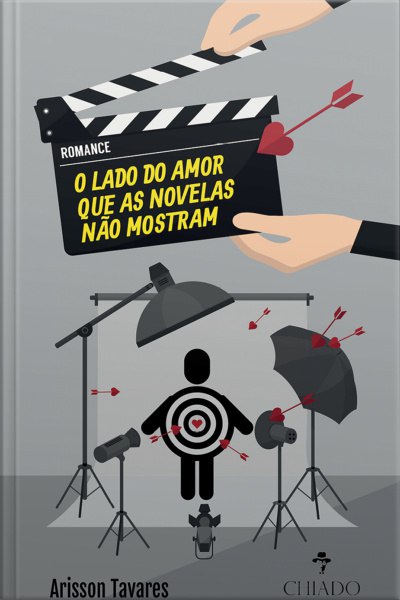 ROMANCE
O LADO DO AMOR
QUE AS NOVELAS
NÃO MOSTRAM
Arisson Tavares
CHIADO